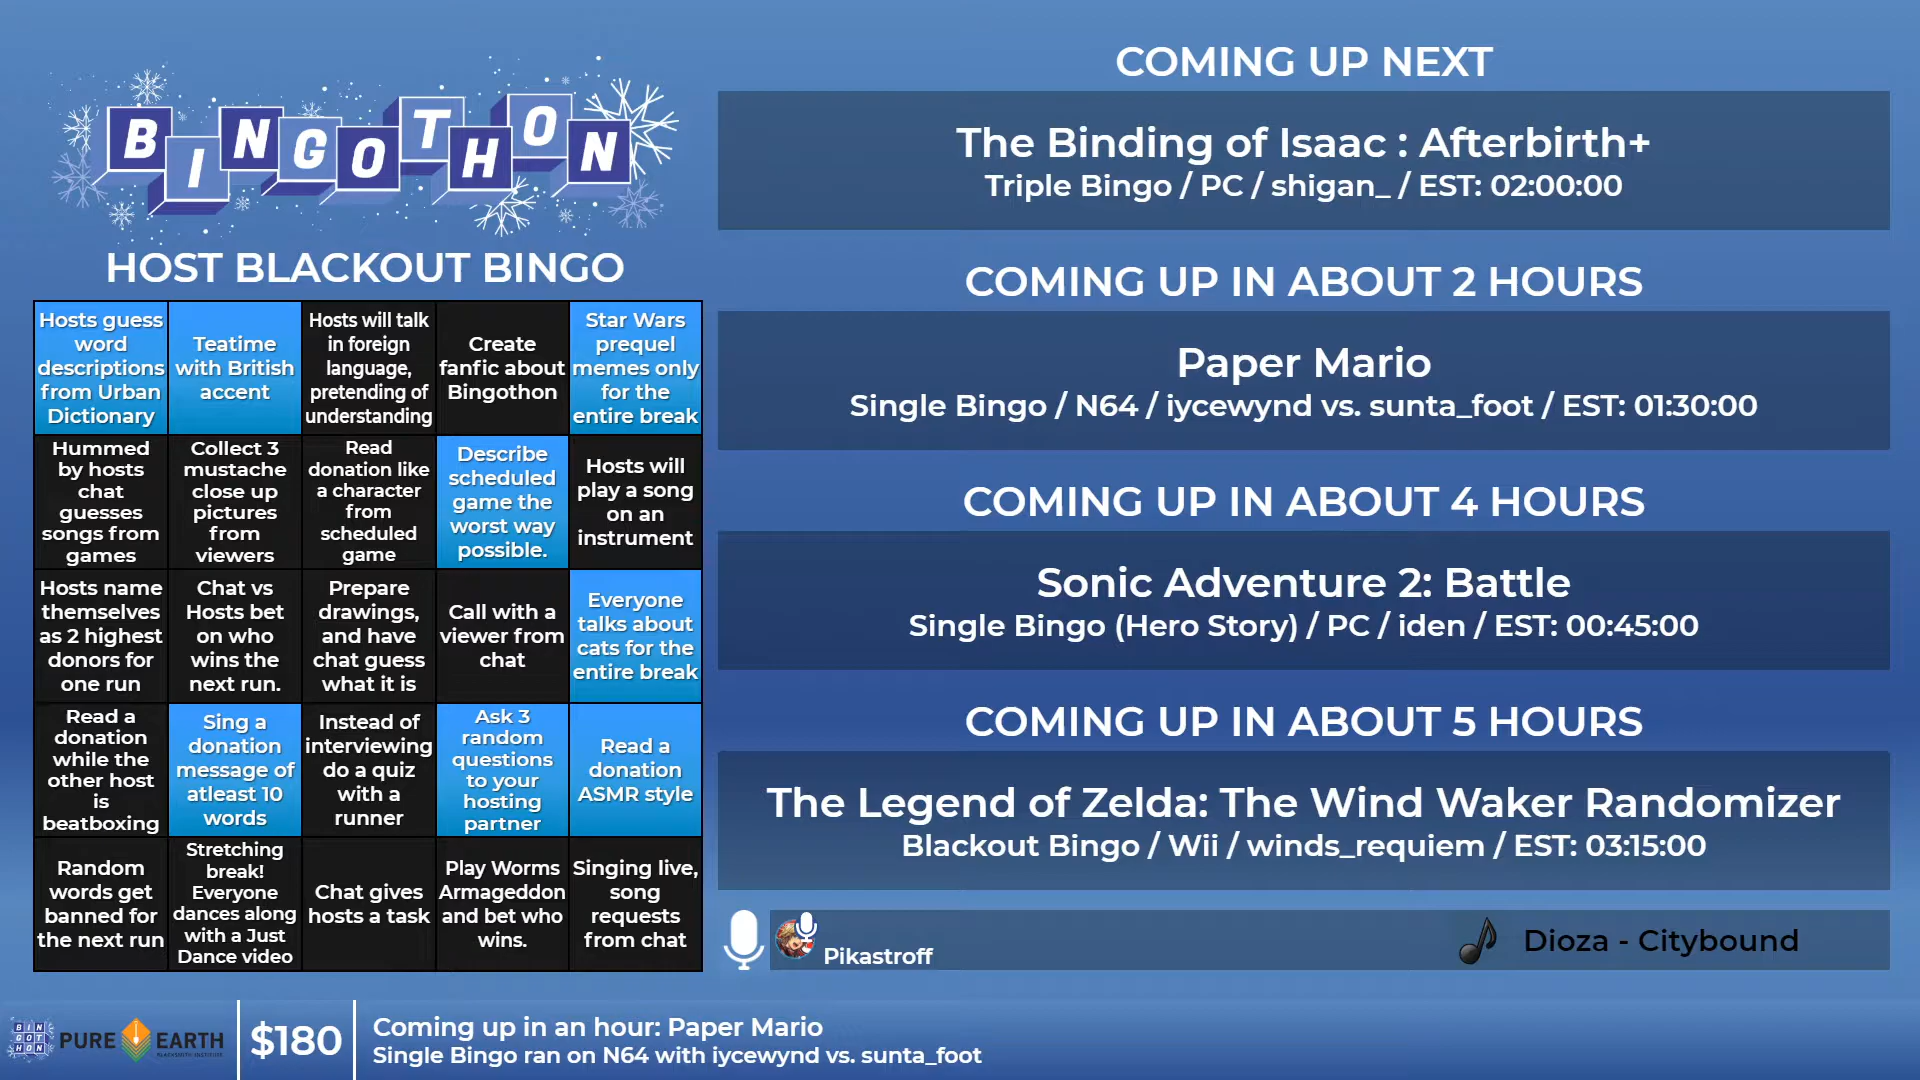 BINGOTHON
HOST BLACKOUT BINGO
Hosts guess
word
descriptions
from Urban
Dictionary
Teatime
with British
accent
Hosts will talk
in foreign
language,
pretending of
understanding
Create
fanfic about
Bingothon
Star Wars
prequel
memes only
for the
entire break
Hummed
by hosts
chat
guesses
songs from
games
Collect 3
mustache
close up
pictures
from
viewers
Read
donation like
a character
from
scheduled
game
Describe
scheduled
game the
worst way
possible.
Hosts will
play a song
on an
instrument
Hosts name
themselves
as 2 highest
donors for
one run
Chat vs
Hosts bet
on who
wins the
next run.
Prepare
drawings,
and have
chat guess
what it is
Call with a
viewer from
chat
Everyone
talks about
cats for the
entire break
Read a
donation
while the
other host
is
beatboxing
Sing a
donation
message of
atleast 10
words
Instead of
interviewing
do a quiz
with a
runner
Ask 3
random
questions
to your
hosting
partner
Read a
donation
ASMR style
Random
words get
banned for
the next run
Stretching
break!
Everyone
dances along
with a Just
Dance video
Chat gives
hosts a task
Play Worms
Armageddon
and bet who
wins.
Singing live,
song
requests
from chat
COMING UP NEXT
The Binding of Isaac : Afterbirth+
Triple Bingo / PC / shigan_ / EST: 02:00:00
COMING UP IN ABOUT 2 HOURS
Paper Mario
Single Bingo / N64 / iycewynd vs. sunta_foot / EST: 01:30:00
COMING UP IN ABOUT 4 HOURS
Sonic Adventure 2: Battle
Single Bingo (Hero Story) / PC / iden / EST: 00:45:00
COMING UP IN ABOUT 5 HOURS
The Legend of Zelda: The Wind Waker Randomizer
Blackout Bingo / Wii / winds_requiem / EST: 03:15:00
Pikastroff
Dioza - Citybound
BIN
GOT
HON
PURE EARTH
BLACKSMITH INSTITUTE
$180
Coming up in an hour: Paper Mario
Single Bingo ran on N64 with iycewynd vs. sunta_foot